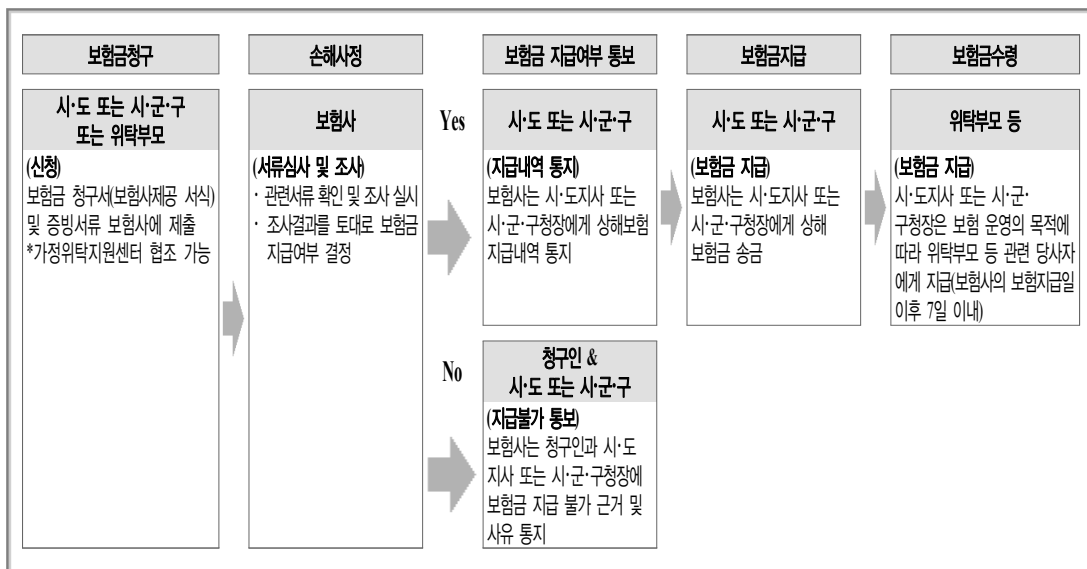 보험금청구
손해사정
보험금 지급여부 통보
보험금지급
보험금수령
시·도 또는 시·군·구
또는 위탁부모
(신청)
보험금 청구서(보험사제공 서식)
및 증빙서류 보험사에 제출
*가정위탁지원센터 협조 가능
보험사
(서류심사 및 조사)
· 관련서류 확인 및 조사 실시
· 조사결과를 토대로 보험금
지급여부 결정
Yes
시·도 또는 시·군·구
(지급내역 통지)
보험사는 시·도지사 또는
시·군·구청장에게 상해보험
지급내역 통지
시·도 또는 시·군·구
(보험금 지급)
보험사는 시·도지사 또는
시·군·구청장에게 상해
보험금 송금
위탁부모 등
(보험금 지급)
시·도지사 또는 시·군·
구청장은 보험 운영의 목적에
따라 위탁부모 등 관련 당사자
에게 지급(보험사의 보험지급일
이후 7일 이내)
No
청구인 &
시·도 또는 시·군·구
(지급불가 통보)
보험사는 청구인과 시·도
지사 또는 시·군·구청장에
보험금 지급 불가 근거 및
사유 통지